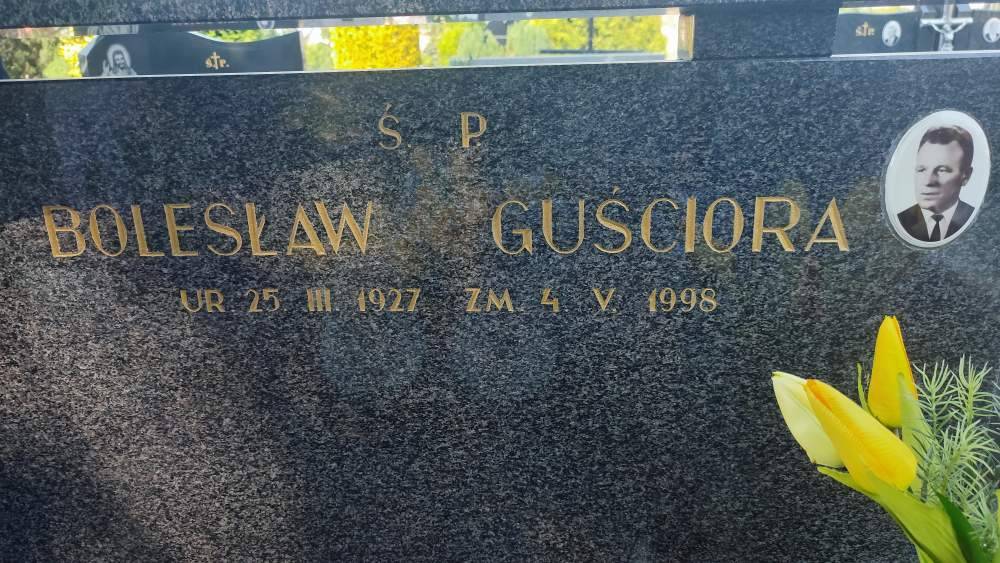 Ś. P.
BOLESŁAW GUŚCIORA
UR 25. III. 1927 ZM. 4. V. 1998